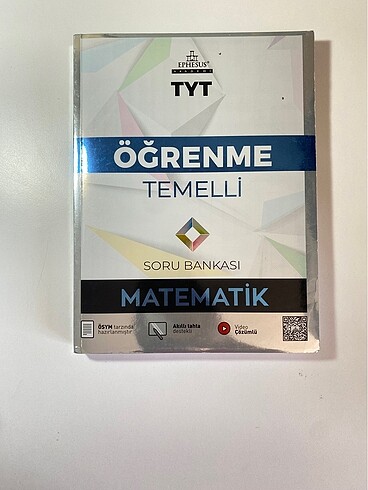 EPHESUS
TYT
ÖĞRENME
TEMELLİ
SORU BANKASI
MATEMATİK
ÖSYM tarzında
hazırlanmıştır
Akıllı tahta
destekli
Video
Çözümlü